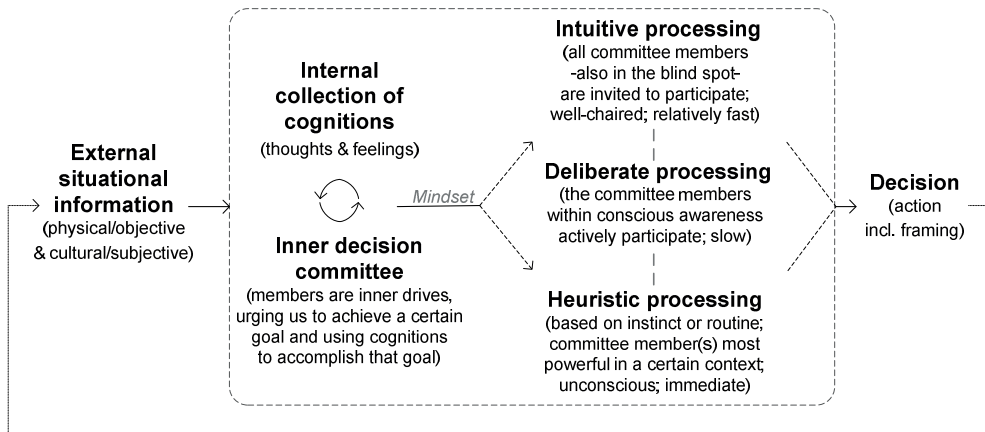 External
situational
information
(physical/objective
& cultural/subjective)
Internal
collection of
cognitions
(thoughts & feelings)
Inner decision
committee
(members are inner drives,
urging us to achieve a certain
goal and using cognitions
to accomplish that goal)
Mindset
Intuitive processing
(all committee members
-also in the blind spot-
are invited to participate;
well-chaired; relatively fast)
Deliberate processing
(the committee members
within conscious awareness
actively participate; slow)
Heuristic processing
(based on instinct or routine;
committee member(s) most
powerful in a certain context;
unconscious; immediate)
Decision
(action
incl. framing)